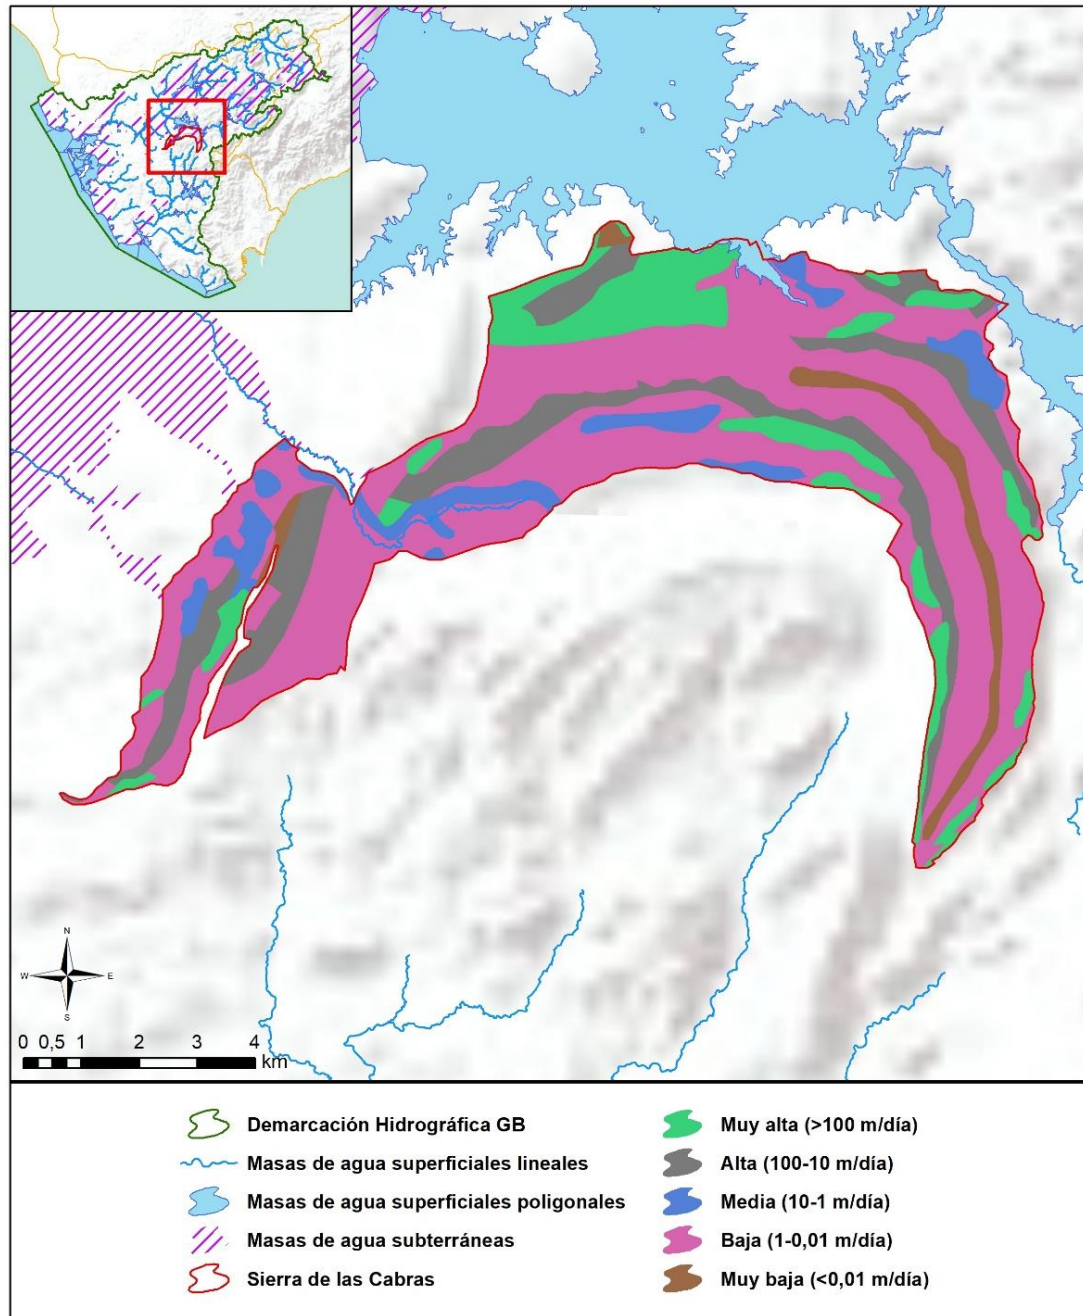 N
W E
S
0 0,5 1 2 3 4
km
Demarcación Hidrográfica GB
Masas de agua superficiales lineales
Masas de agua superficiales poligonales
Masas de agua subterráneas
Sierra de las Cabras
Muy alta (>100 m/día)
Alta (100-10 m/día)
Media (10-1 m/día)
Baja (1-0,01 m/día)
Muy baja (<0,01 m/día)